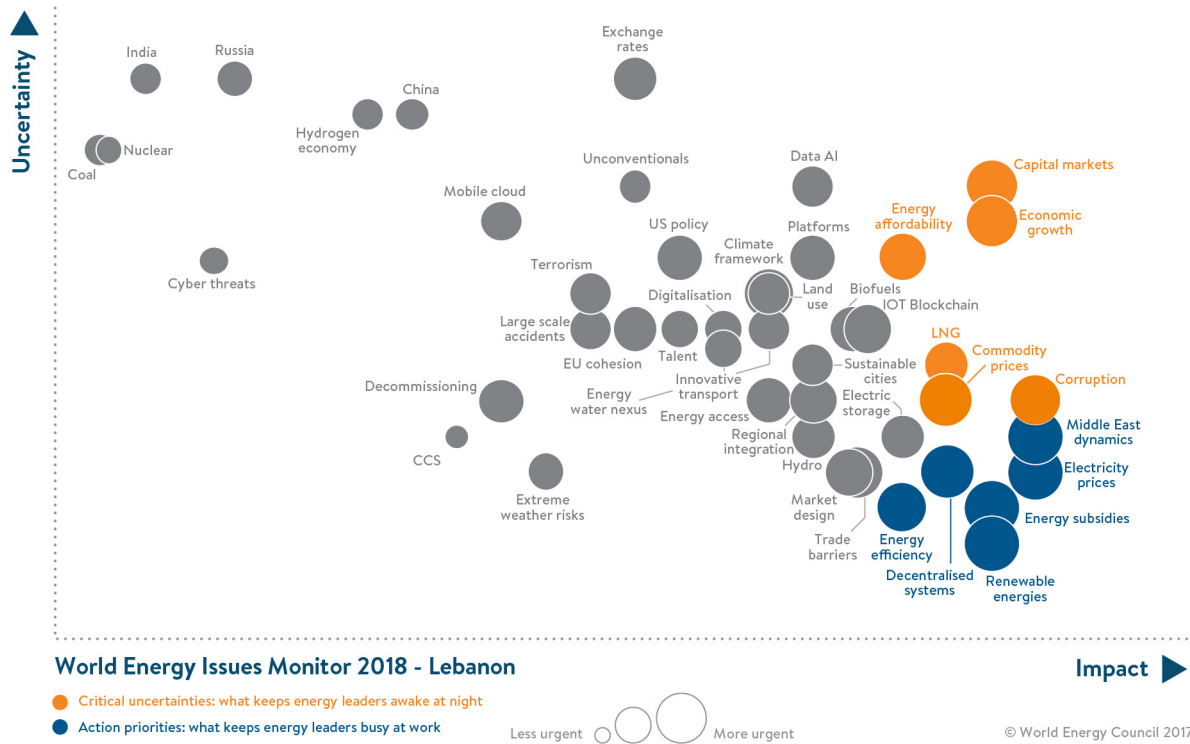 Uncertainty
India
Russia
Exchange
rates
China
Hydrogen
economy
Nuclear
Coal
Unconventionals
Data AI
Capital markets
Mobile cloud
Energy
affordability
Economic
growth
US policy
Platforms
Climate
framework
Cyber threats
Terrorism
Digitalisation
Land
use
Biofuels
IOT Blockchain
Large scale
accidents
EU cohesion
Talent
LNG
Commodity
prices
Innovative
transport
Sustainable
cities
Corruption
Decommissioning
Energy
water nexus
Energy access
Electric
storage
Regional
integration
Middle East
dynamics
CCS
Hydro
Electricity
prices
Extreme
weather risks
Market
design
Trade
barriers
Energy
efficiency
Energy subsidies
Decentralised
systems
Renewable
energies
World Energy Issues Monitor 2018 - Lebanon
Impact
Critical uncertainties: what keeps energy leaders awake at night
Action priorities: what keeps energy leaders busy at work
Less urgent
More urgent
© World Energy Council 2017